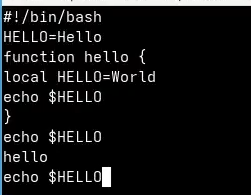 #!/bin/bash
HELLO=Hello
function hello {
local HELLO=World
echo $HELLO
}
echo $HELLO
hello
echo $HELLO